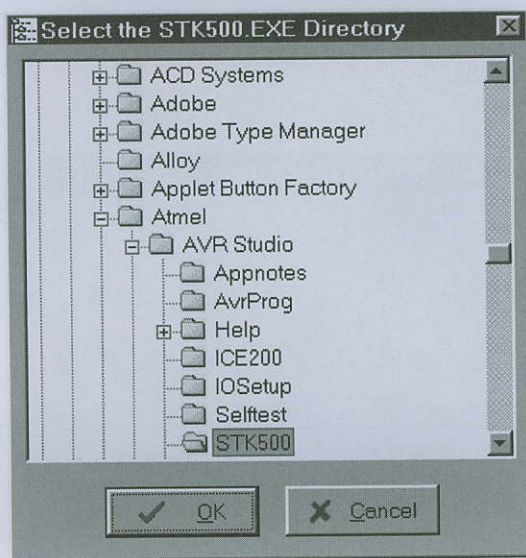 Select the STK500.EXE Directory
ACD Systems
Adobe
Adobe Type Manager
Alloy
Applet Button Factory
Atmel
AVR Studio
Appnotes
AvrProg
Help
ICE200
IOSetup
Selftest
STK500
OK
Cancel